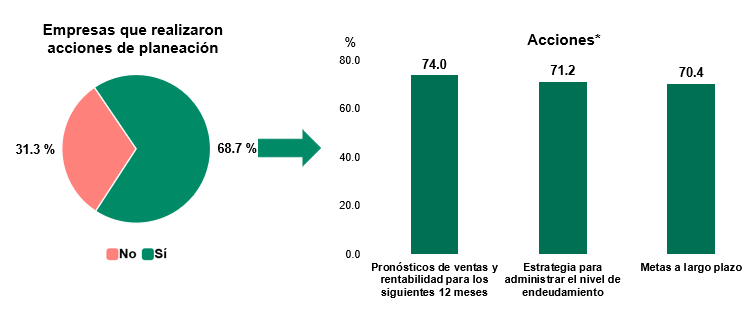 Empresas que realizaron
acciones de planeación
31.3 %
68.7 %
No Sí
Acciones*
%
80.0
60.0
40.0
20.0
0.0
74.0
71.2
70.4
Pronósticos de ventas y
rentabilidad para los
siguientes 12 meses
Estrategia para
administrar el nivel de
endeudamiento
Metas a largo plazo